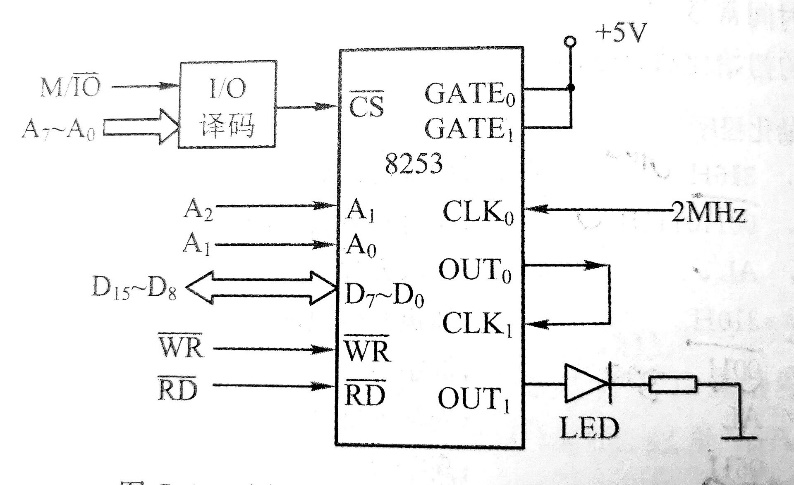 +5V
M/IO I/O CS GATE₀
A₇~A₀ 译码 GATE₁
8253
A₂ A₁ CLK₀ 2MHz
A₁ A₀
OUT₀
D₁₅~D₈ D₇~D₀
CLK₁
WR WR
RD RD OUT₁
LED